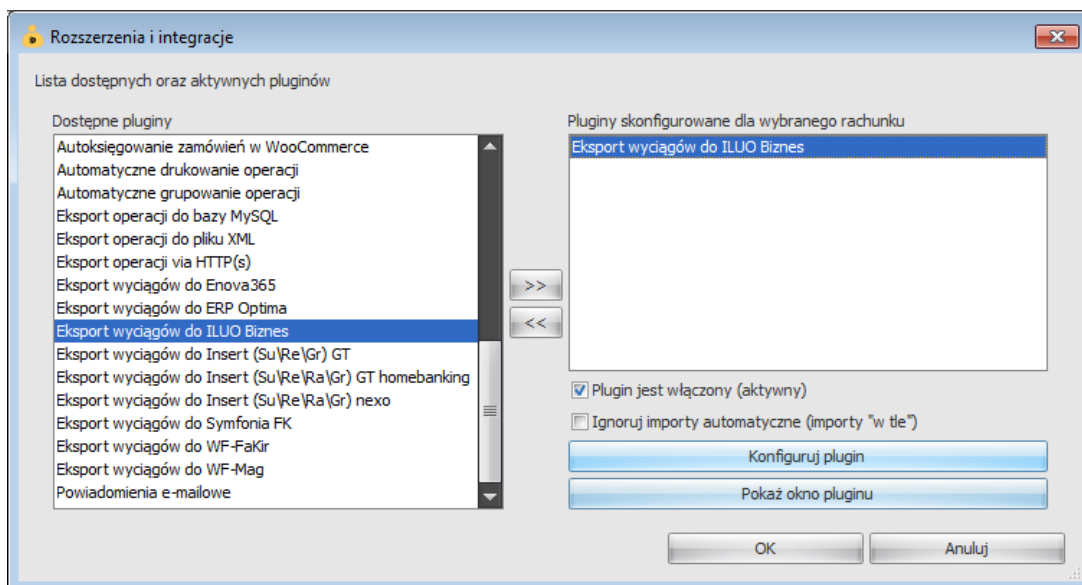 Rozszerzenia i integracje
Lista dostępnych oraz aktywnych pluginów
Dostępne pluginy
Autoksięgowanie zamówień w WooCommerce
Automatyczne drukowanie operacji
Automatyczne grupowanie operacji
Eksport operacji do bazy MySQL
Eksport operacji do pliku XML
Eksport operacji via HTTP(s)
Eksport wyciągów do Enova365
Eksport wyciągów do ERP Optima
Eksport wyciągów do ILUO Biznes
Eksport wyciągów do Insert (Su\Re\Gr) GT
Eksport wyciągów do Insert (Su\Re\Ra\Gr) GT homebanking
Eksport wyciągów do Insert (Su\Re\Ra\Gr) nexo
Eksport wyciągów do Symfonia FK
Eksport wyciągów do WF-FaKir
Eksport wyciągów do WF-Mag
Powiadomienia e-mailowe
>>
<<
Pluginy skonfigurowane dla wybranego rachunku
Eksport wyciągów do ILUO Biznes
Plugin jest włączony (aktywny)
Ignoruj importy automatyczne (importy "w tle")
Konfiguruj plugin
Pokaż okno pluginu
OK
Anuluj